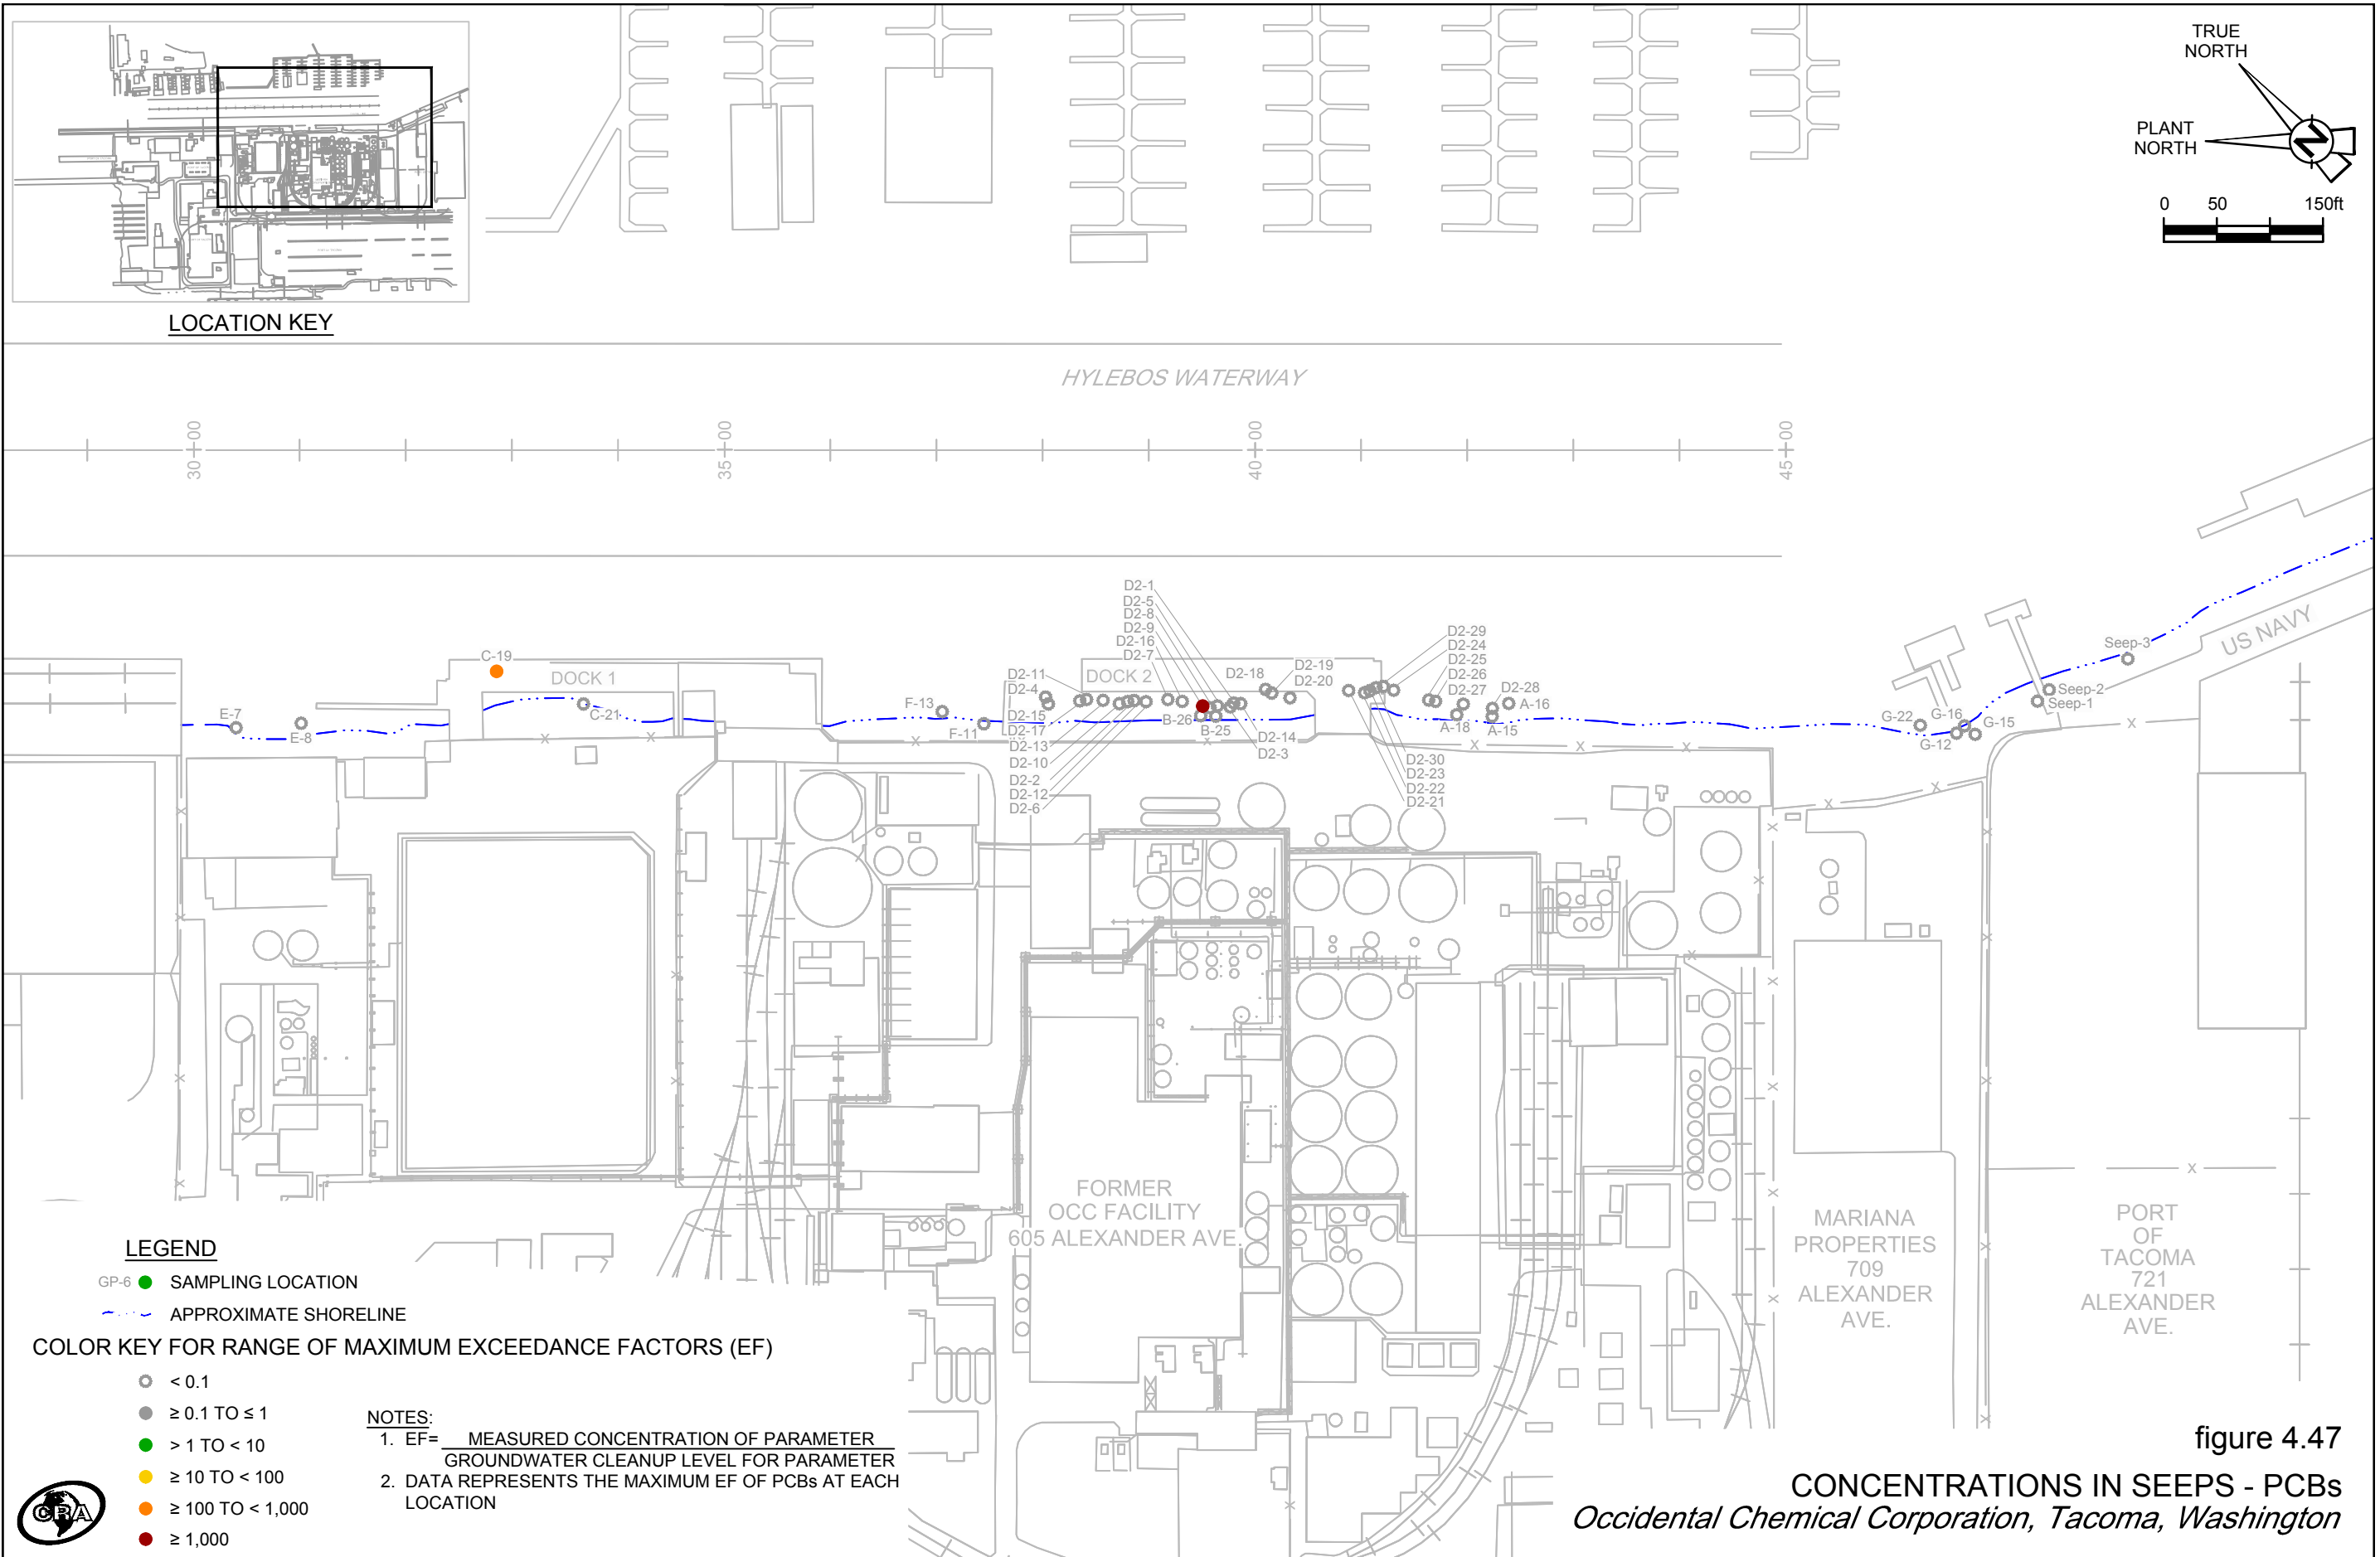 TRUE
NORTH
PLANT
NORTH
0 50 150ft
LOCATION KEY
HYLEBOS WATERWAY
30+00
35+00
40+00
45+00
D2-1
D2-5
D2-8
D2-9
D2-16
D2-7
C-19
DOCK 1
C-21
E-7
E-8
F-13
F-11
D2-11
D2-4
D2-15
D2-17
D2-13
D2-10
D2-2
D2-12
D2-6
DOCK 2
B-26
B-25
D2-18
D2-19
D2-20
D2-14
D2-3
D2-29
D2-24
D2-25
D2-26
D2-27
D2-28
A-16
A-18
A-15
D2-30
D2-23
D2-22
D2-21
G-22
G-16
G-15
G-12
Seep-3
Seep-2
Seep-1
US NAVY
FORMER
OCC FACILITY
605 ALEXANDER AVE.
MARIANA
PROPERTIES
709
ALEXANDER
AVE.
PORT
OF
TACOMA
721
ALEXANDER
AVE.
LEGEND
GP-6 SAMPLING LOCATION
APPROXIMATE SHORELINE
COLOR KEY FOR RANGE OF MAXIMUM EXCEEDANCE FACTORS (EF)
< 0.1
≥ 0.1 TO ≤ 1
> 1 TO < 10
≥ 10 TO < 100
≥ 100 TO < 1,000
≥ 1,000
NOTES:
1. EF= MEASURED CONCENTRATION OF PARAMETER
GROUNDWATER CLEANUP LEVEL FOR PARAMETER
2. DATA REPRESENTS THE MAXIMUM EF OF PCBs AT EACH
LOCATION
CRA
figure 4.47
CONCENTRATIONS IN SEEPS - PCBs
Occidental Chemical Corporation, Tacoma, Washington